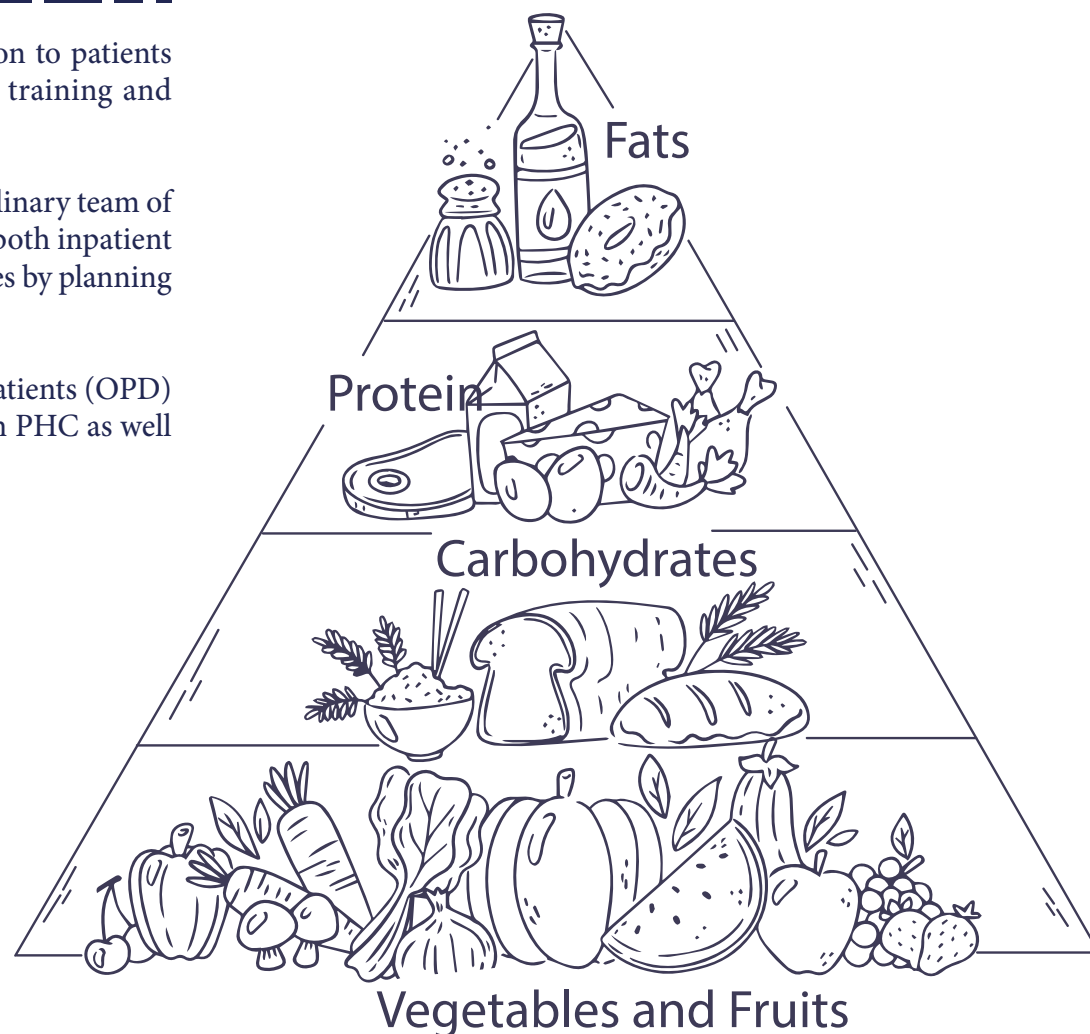 on to patients
training and
linary team of
both inpatient
es by planning
atients (OPD)
n PHC as well
Fats
Protein
Carbohydrates
Vegetables and Fruits